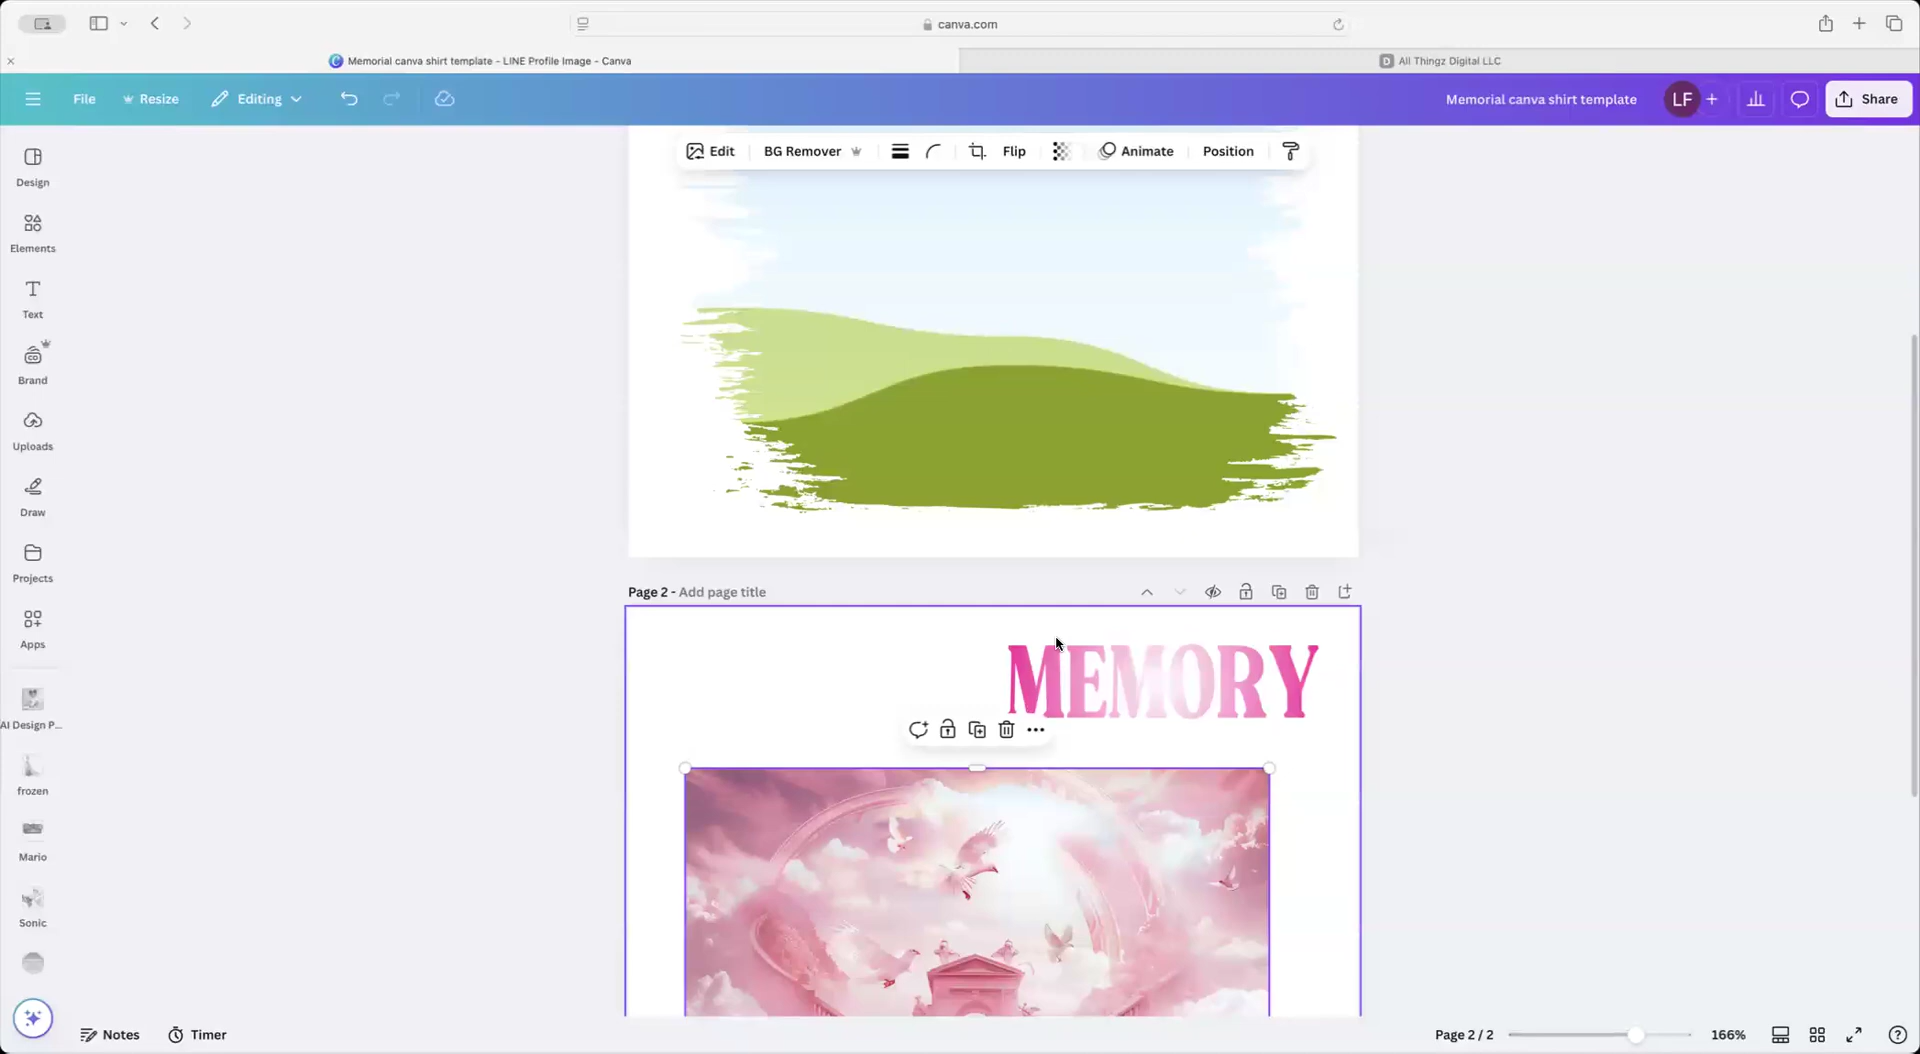 canva.com
Memorial canva shirt template - LINE Profile Image - Canva
All Thingz Digital LLC
File
Resize
Editing
Memorial canva shirt template
LF
Share
Edit
BG Remover
Flip
Animate
Position
Design
Elements
Text
Brand
Uploads
Draw
Projects
Apps
AI Design P...
frozen
Mario
Sonic
Page 2 - Add page title
MEMORY
Notes
Timer
Page 2 / 2
166%